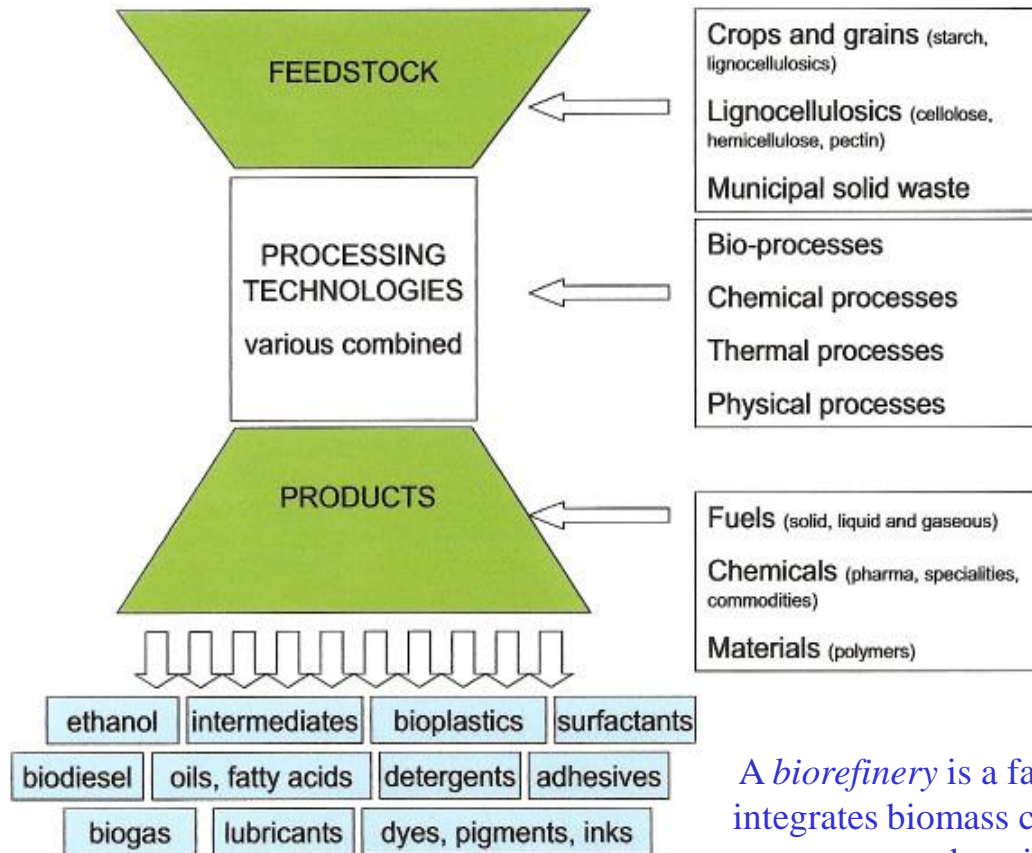 FEEDSTOCK
Crops and grains (starch,
lignocellulosics)
Lignocellulosics (cellolose,
hemicellulose, pectin)
Municipal solid waste
PROCESSING
TECHNOLOGIES
various combined
Bio-processes
Chemical processes
Thermal processes
Physical processes
PRODUCTS
Fuels (solid, liquid and gaseous)
Chemicals (pharma, specialities,
commodities)
Materials (polymers)
ethanol intermediates bioplastics surfactants
biodiesel oils, fatty acids detergents adhesives
biogas lubricants dyes, pigments, inks
A biorefinery is a fa
integrates biomass c